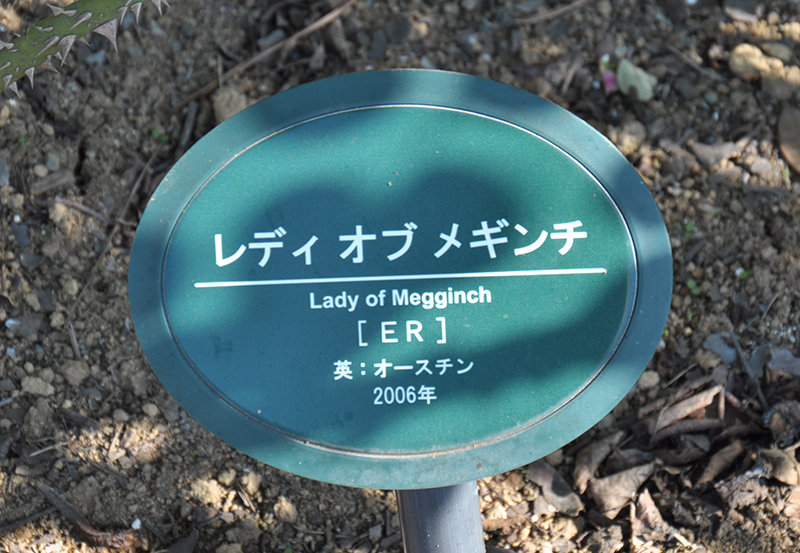 レディ オブ メギンチ
Lady of Megginch
[ ER ]
英：オースチン
2006年